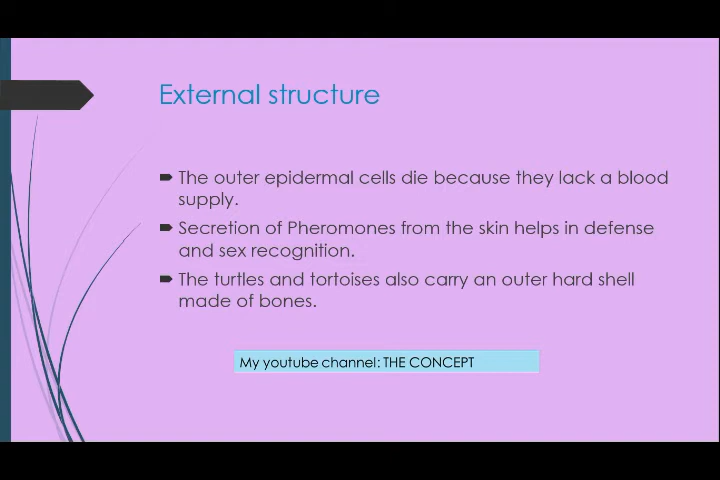 External structure
The outer epidermal cells die because they lack a blood
supply.
Secretion of Pheromones from the skin helps in defense
and sex recognition.
The turtles and tortoises also carry an outer hard shell
made of bones.
My youtube channel: THE CONCEPT